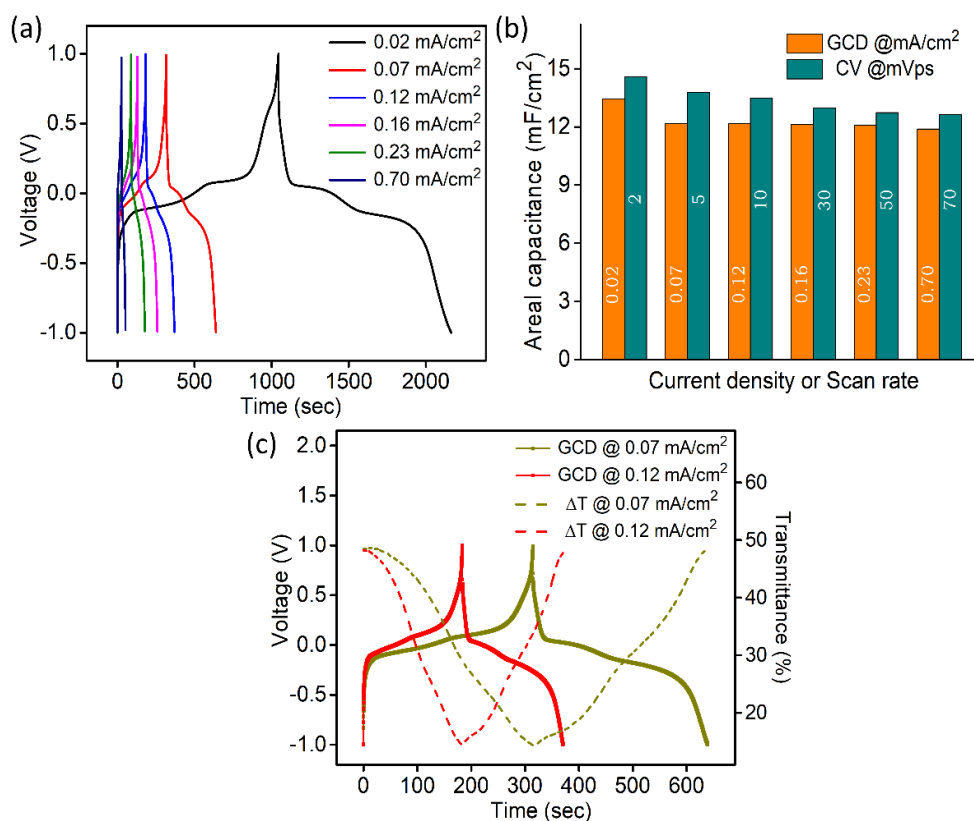 (a)
0.02 mA/cm²
0.07 mA/cm²
0.12 mA/cm²
0.16 mA/cm²
0.23 mA/cm²
0.70 mA/cm²
1.0
0.5
0.0
-0.5
-1.0
Voltage (V)
0 500 1000 1500 2000
Time (sec)
(b)
GCD @mA/cm²
CV @mVps
15
12
9
6
3
0
Areal capacitance (mF/cm²)
0.02 2 0.07 5 0.12 10 0.16 30 0.23 50 0.70 70
Current density or Scan rate
(c)
GCD @ 0.07 mA/cm²
GCD @ 0.12 mA/cm²
ΔT @ 0.07 mA/cm²
ΔT @ 0.12 mA/cm²
2.0
1.5
1.0
0.5
0.0
-0.5
-1.0
Voltage (V)
60
50
40
30
20
Transmittance (%)
0 100 200 300 400 500 600
Time (sec)